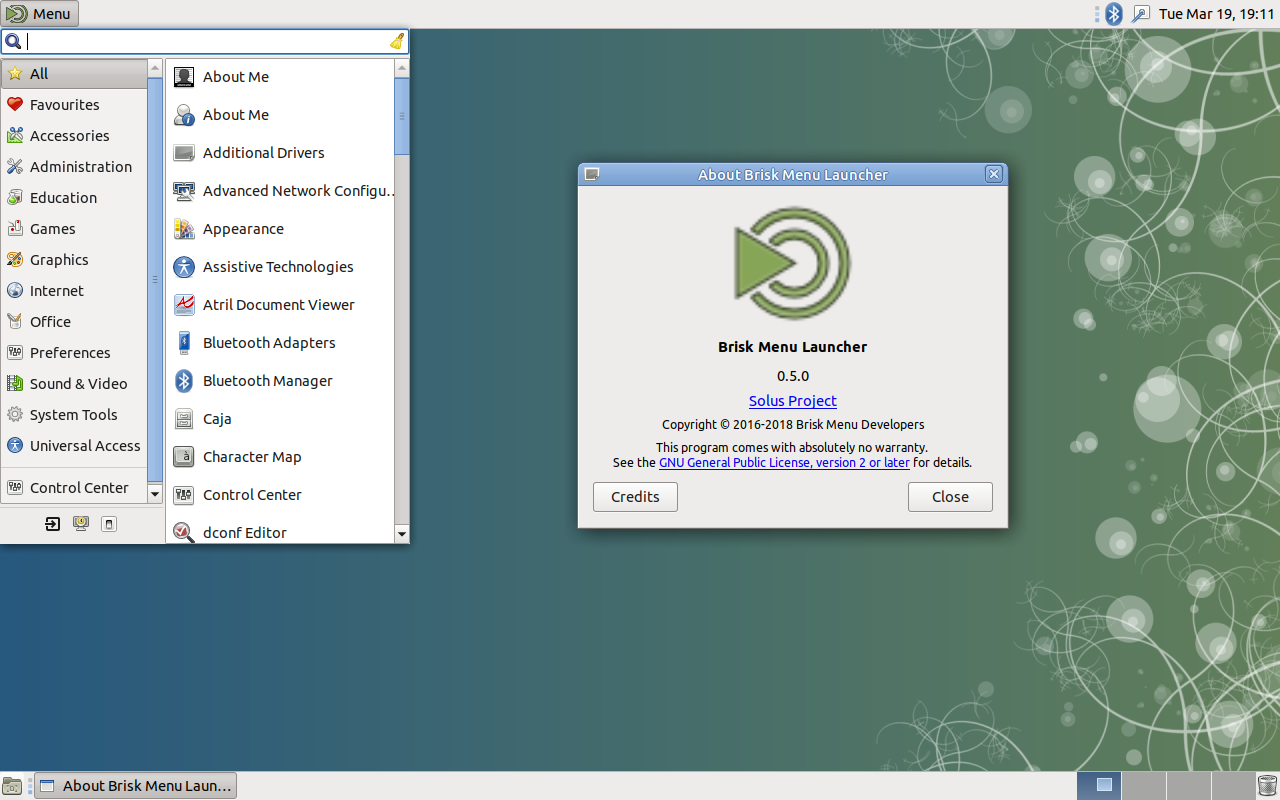 Menu
Tue Mar 19, 19:11
All
Favourites
Accessories
Administration
Education
Games
Graphics
Internet
Office
Preferences
Sound & Video
System Tools
Universal Access
Control Center
About Me
About Me
Additional Drivers
Advanced Network Configu...
Appearance
Assistive Technologies
Atril Document Viewer
Bluetooth Adapters
Bluetooth Manager
Caja
Character Map
Control Center
dconf Editor
About Brisk Menu Launcher
Brisk Menu Launcher
0.5.0
Solus Project
Copyright © 2016-2018 Brisk Menu Developers
This program comes with absolutely no warranty.
See the GNU General Public License, version 2 or later for details.
Credits
Close
About Brisk Menu Laun...